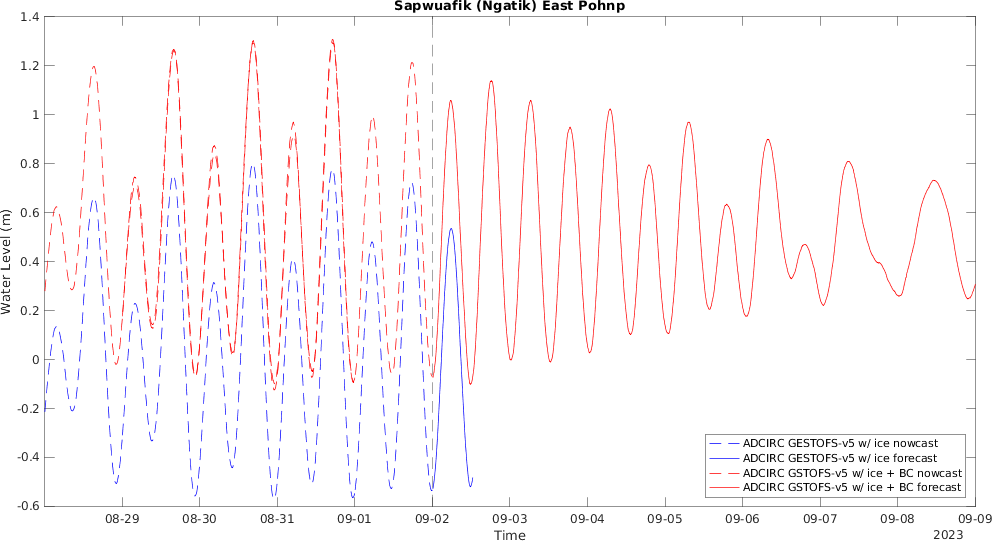 Sapwuafik (Ngatik) East Pohnp
1.4
1.2
1
0.8
0.6
0.4
0.2
0
-0.2
-0.4
-0.6
Water Level (m)
08-29 08-30 08-31 09-01 09-02 09-03 09-04 09-05 09-06 09-07 09-08 09-09
Time
2023
ADCIRC GESTOFS-v5 w/ ice nowcast
ADCIRC GESTOFS-v5 w/ ice forecast
ADCIRC GSTOFS-v5 w/ ice + BC nowcast
ADCIRC GSTOFS-v5 w/ ice + BC forecast